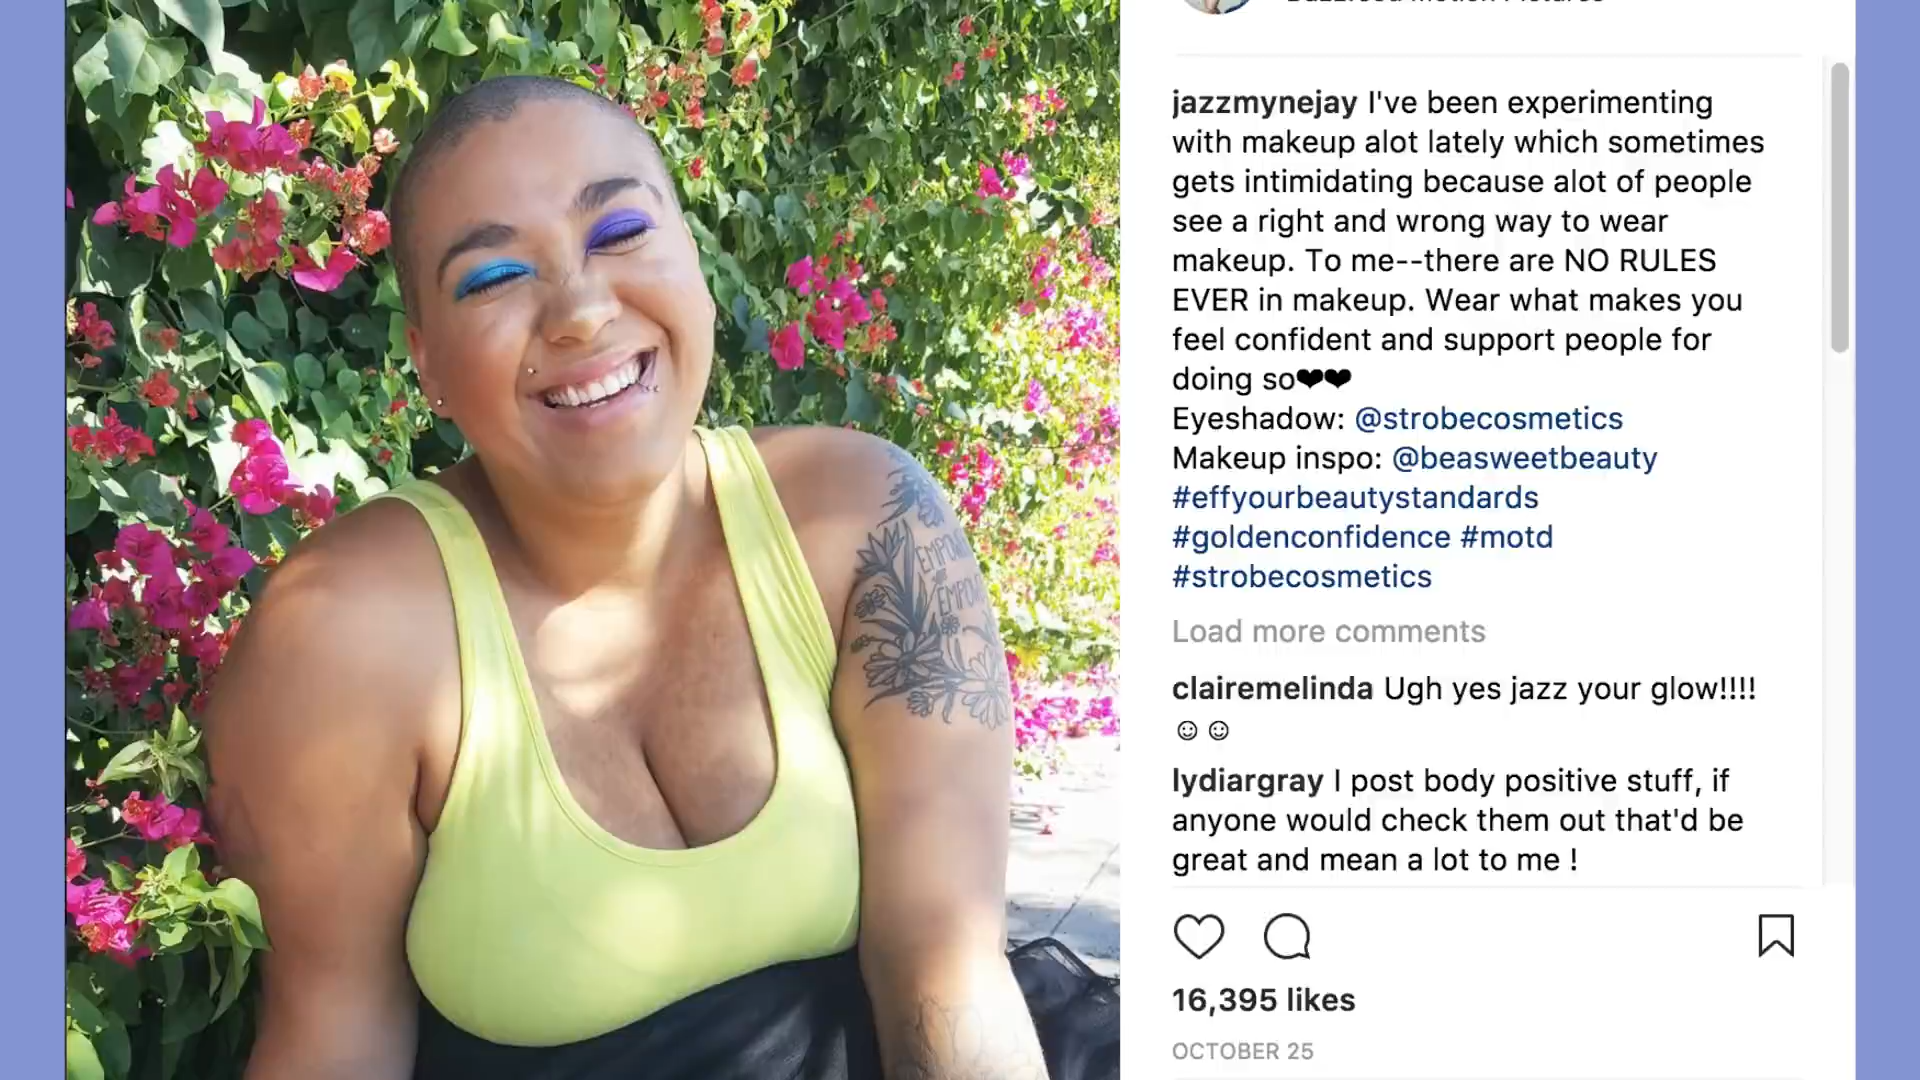 Buzzfeed Motion Pictures
jazzmynejay I've been experimenting
with makeup alot lately which sometimes
gets intimidating because alot of people
see a right and wrong way to wear
makeup. To me--there are NO RULES
EVER in makeup. Wear what makes you
feel confident and support people for
doing so❤❤
Eyeshadow: @strobecosmetics
Makeup inspo: @beasweetbeauty
#effyourbeautystandards
#goldenconfidence #motd
#strobecosmetics
Load more comments
clairemelinda Ugh yes jazz your glow!!!!
☺☺
lydiargray I post body positive stuff, if
anyone would check them out that'd be
great and mean a lot to me !
16,395 likes
OCTOBER 25